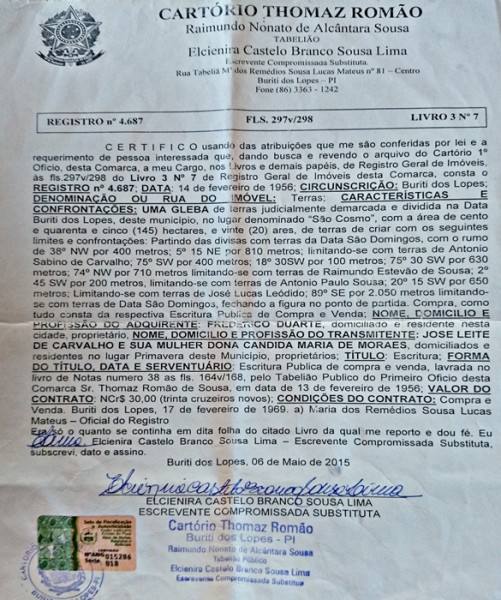 CARTÓRIO THOMAZ ROMÃO
Raimundo Nonato de Alcântara Sousa
TABELIÃO
Elcienira Castelo Branco Sousa Lima
Escrevente Compromissada Substituta.
Rua Tabeliã Mª dos Remédios Sousa Lucas Mateus nº 81 – Centro
Buriti dos Lopes – PI
Fone (86) 3363 - 1242
REGISTRO nº 4.687 FLS. 297v/298 LIVRO 3 Nº 7
C E R T I F I C O usando das atribuições que me são conferidas por lei e a
requerimento de pessoa interessada que, dando busca e revendo o arquivo do Cartório 1º
Oficio, desta Comarca, a meu Cargo, nos Livros e demais papéis, de Registro Geral de Imóveis.
às fls.297v/298 do Livro 3 Nº 7 de Registro Geral de Imóveis desta Comarca, consta o
REGISTRO nº 4.687; DATA: 14 de fevereiro de 1956; CIRCUNSCRIÇÃO: Buriti dos Lopes;
DENOMINAÇÃO OU RUA DO IMÓVEL: Terras; CARACTERÍSTICAS E
CONFRONTAÇÕES: UMA GLEBA de terras judicialmente demarcada e dividida na Data
Buriti dos Lopes, deste município, no lugar denominado "São Cosmo", com a área de cento
e quarenta e cinco (145) hectares, e vinte (20) ares, de terras de criar com os seguintes
limites e confrontações: Partindo das divisas com terras da Data São Domingos, com o rumo
de 38º NW por 400 metros; 5º 15 NE por 810 metros; limitando-se com terras de Antonio
Sabino de Carvalho; 75º SW por 400 metros; 18º 30SW por 100 metros; 75º 30 SW por 630
metros; 74º NW por 710 metros limitando-se com terras de Raimundo Estevão de Sousa; 2º
45 SW por 200 metros, limitando-se com terras de Antonio Paulo Sousa; 20º 15 SW por 650
metros; Limitando-se com terras de José Lucas Leódido; 89º SE por 2.050 metros limitando-
se com terras de Data São Domingos, fechando a figura no ponto de partida. Compra, como
tudo consta da respectiva Escritura Publica de Compra e Venda; NOME, DOMICILIO E
PROFISSÃO DO ADQUIRENTE: FREDERICO DUARTE, domiciliado e residente nesta
cidade, proprietário, NOME, DOMICILIO E PROFISSÃO DO TRANSMITENTE: JOSE LEITE
DE CARVALHO E SUA MULHER DONA CANDIDA MARIA DE MORAES, domiciliados e
residentes no lugar Primavera deste Município, proprietários; TÍTULO: Escritura; FORMA
DO TÍTULO, DATA E SERVENTUÁRIO: Escritura Publica de compra e venda, lavrada no
livro de Notas numero 38 as fls. 164v/168, pelo Tabelião Publico do Primeiro Oficio desta
Comarca Sr. Thomaz Romão de Sousa, em data de 13 de fevereiro de 1956; VALOR DO
CONTRATO: NCr$ 30,00 (trinta cruzeiros novos); CONDIÇÕES DO CONTRATO: Compra e
Venda. Buriti dos Lopes, 17 de fevereiro de 1969. a) Maria dos Remédios Sousa Lucas
Mateus – Oficial do Registro
Era só o quanto se continha em dita folha do citado Livro da qual me reporto e dou fé. Eu
Elcienira Castelo Branco Sousa Lima – Escrevente Compromissada Substituta,
subscrevi, dato e assino.
Buriti dos Lopes, 06 de Maio de 2015
ELCIENIRA CASTELO BRANCO SOUSA LIMA
ESCREVENTE COMPROMISSADA SUBSTITUTA
Cartório Thomaz Romão
Buriti dos Lopes - PI
Raimundo Nonato de Alcântara Sousa
Tabelião Público
Elcienira Castelo Branco Sousa Lima
Escrevente Compromissada Substituta
Selo de Fiscalização
e Autenticidade
015286
Série 018